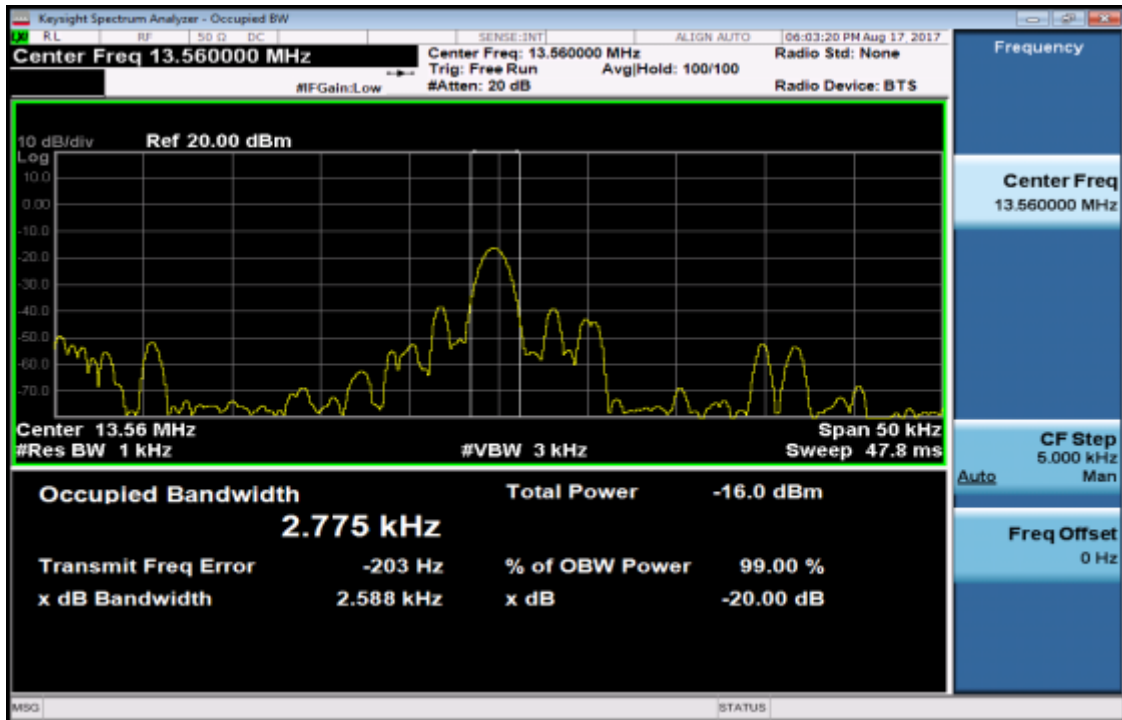 Keysight Spectrum Analyzer - Occupied BW
RL RF 50 Ω DC SENSE:INT ALIGN AUTO 06:03:20 PM Aug 17, 2017
Center Freq 13.560000 MHz
Center Freq: 13.560000 MHz Radio Std: None
Trig: Free Run Avg|Hold: 100/100
#IFGain:Low #Atten: 20 dB Radio Device: BTS
10 dB/div Ref 20.00 dBm
Log
10.0
0.00
-10.0
-20.0
-30.0
-40.0
-50.0
-60.0
-70.0
Center 13.56 MHz Span 50 kHz
#Res BW 1 kHz #VBW 3 kHz Sweep 47.8 ms
Occupied Bandwidth Total Power -16.0 dBm
2.775 kHz
Transmit Freq Error -203 Hz % of OBW Power 99.00 %
x dB Bandwidth 2.588 kHz x dB -20.00 dB
MSG STATUS
Frequency
Center Freq
13.560000 MHz
CF Step
5.000 kHz
Auto Man
Freq Offset
0 Hz